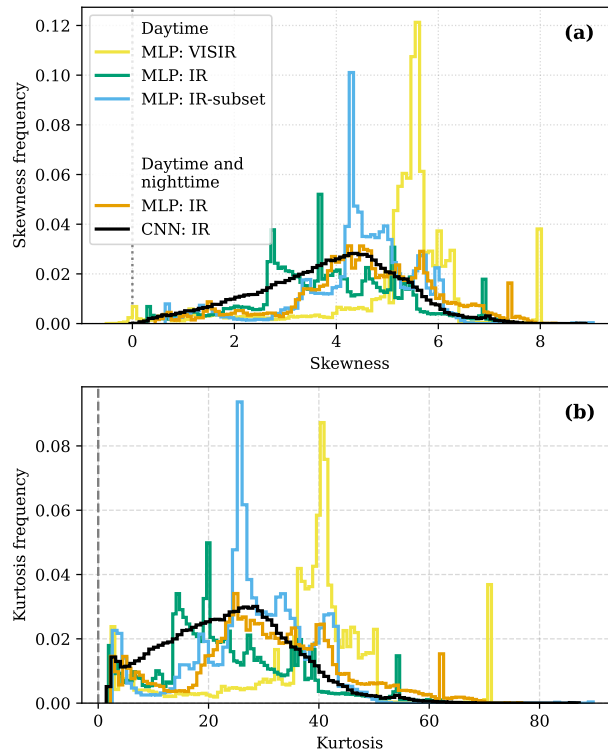 (a)
Daytime
MLP: VISIR
MLP: IR
MLP: IR-subset
Daytime and
nighttime
MLP: IR
CNN: IR
Skewness frequency
0.12
0.10
0.08
0.06
0.04
0.02
0.00
0
2
4
6
8
Skewness
(b)
Kurtosis frequency
0.08
0.06
0.04
0.02
0.00
0
20
40
60
80
Kurtosis